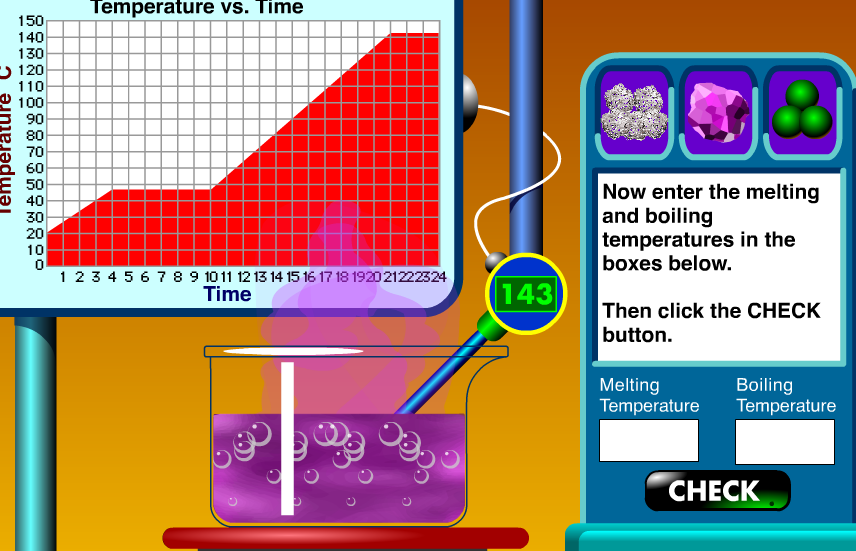 Temperature vs. Time
Temperature C
150
140
130
120
110
100
90
80
70
60
50
40
30
20
10
0
1 2 3 4 5 6 7 8 9 10 11 12 13 14 15 16 17 18 19 20 21 22 23 24
Time
143
Now enter the melting
and boiling
temperatures in the
boxes below.
Then click the CHECK
button.
Melting
Temperature
Boiling
Temperature
CHECK